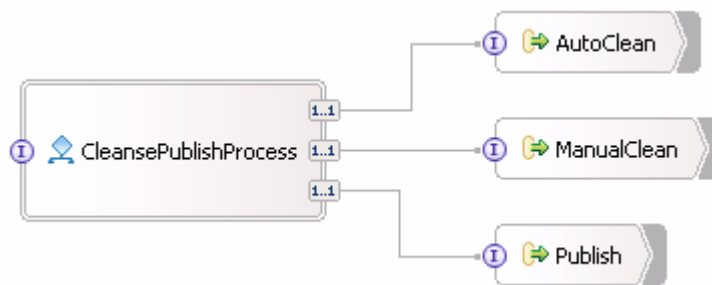 I AutoClean
1..1
I CleansePublishProcess
1..1
I ManualClean
1..1
I Publish